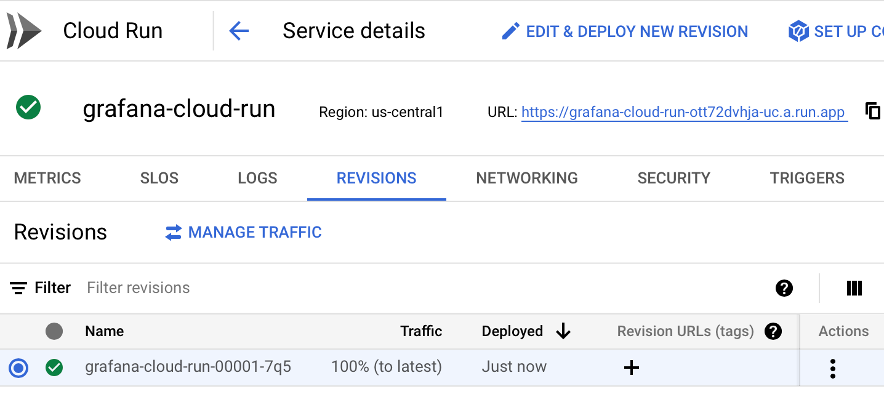 Cloud Run
Service details
EDIT & DEPLOY NEW REVISION
SET UP CO
grafana-cloud-run
Region: us-central1
URL: https://grafana-cloud-run-ott72dvhja-uc.a.run.app
METRICS
SLOS
LOGS
REVISIONS
NETWORKING
SECURITY
TRIGGERS
Revisions
MANAGE TRAFFIC
Filter
Filter revisions
Name
Traffic
Deployed
Revision URLs (tags)
Actions
grafana-cloud-run-00001-7q5
100% (to latest)
Just now